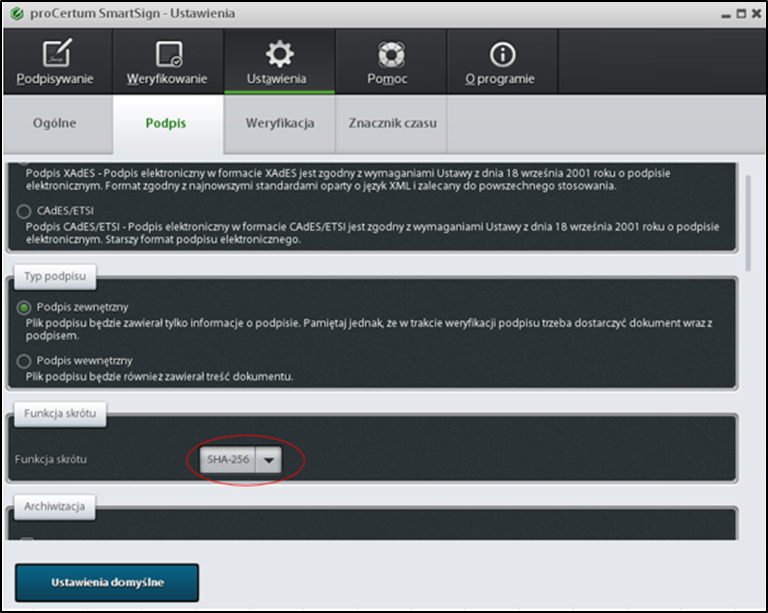 proCertum SmartSign - Ustawienia
Podpisywanie
Weryfikowanie
Ustawienia
Pomoc
O programie
Ogólne
Podpis
Weryfikacja
Znacznik czasu
Podpis XAdES - Podpis elektroniczny w formacie XAdES jest zgodny z wymaganiami Ustawy z dnia 18 września 2001 roku o podpisie
elektronicznym. Format zgodny z najnowszymi standardami oparty o język XML i zalecany do powszechnego stosowania.
CAdES/ETSI
Podpis CAdES/ETSI - Podpis elektroniczny w formacie CAdES/ETSI jest zgodny z wymaganiami Ustawy z dnia 18 września 2001 roku o podpisie
elektronicznym. Starszy format podpisu elektronicznego.
Typ podpisu
Podpis zewnętrzny
Plik podpisu będzie zawierał tylko informacje o podpisie. Pamiętaj jednak, że w trakcie weryfikacji podpisu trzeba dostarczyć dokument wraz z
podpisem.
Podpis wewnętrzny
Plik podpisu będzie również zawierał treść dokumentu.
Funkcja skrótu
Funkcja skrótu
SHA-256
Archiwizacja
Ustawienia domyślne